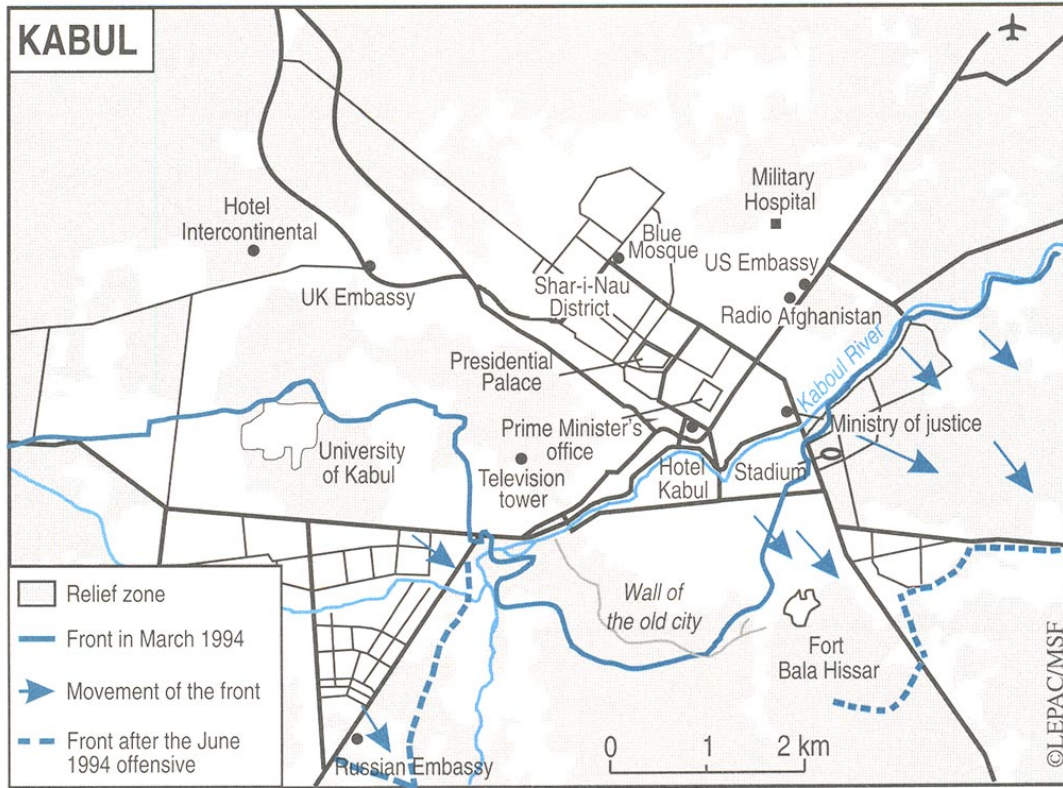 KABUL
Military
Hospital
Hotel
Intercontinental
Blue
Mosque
US Embassy
UK Embassy
Shar-i-Nau
District
Radio Afghanistan
Kaboul River
Presidential
Palace
Prime Minister's
office
Ministry of justice
University
of Kabul
Television
tower
Hotel
Kabul
Stadium
Wall of
the old city
Fort
Bala Hissar
Relief zone
Front in March 1994
Movement of the front
Front after the June
1994 offensive
Russian Embassy
0 1 2 km
©LEPAC/MSF